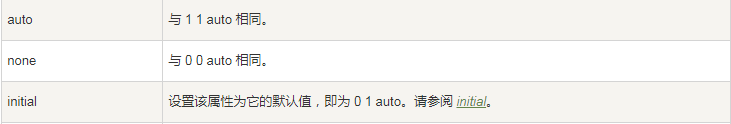 auto 与 1 1 auto 相同。
none 与 0 0 auto 相同。
initial 设置该属性为它的默认值，即为 0 1 auto。请参阅 initial。